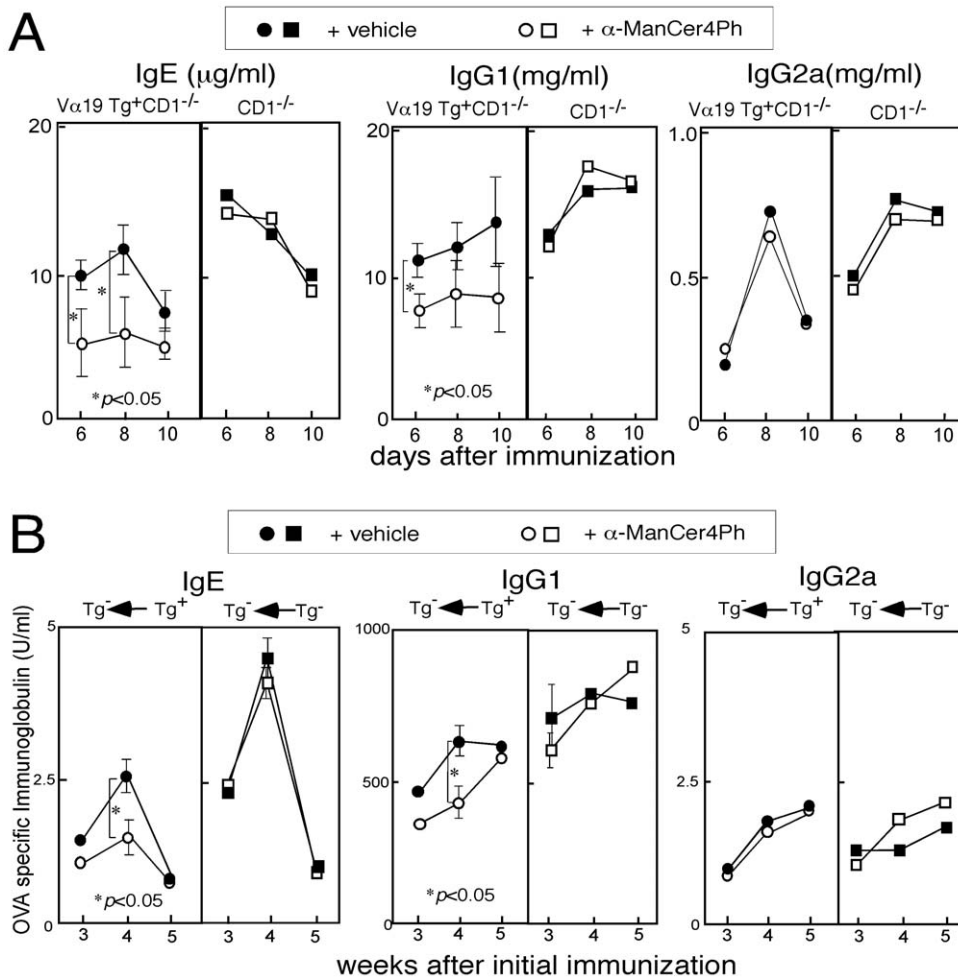 A
+ vehicle + α-ManCer4Ph
IgE (μg/ml) IgG1(mg/ml) IgG2a(mg/ml)
Vα19 Tg⁺CD1⁻/⁻ CD1⁻/⁻ Vα19 Tg⁺CD1⁻/⁻ CD1⁻/⁻ Vα19 Tg⁺CD1⁻/⁻ CD1⁻/⁻
20 20 1.0
10 10 0.5
* * *
*p<0.05 *p<0.05
0 0 0
6 8 10 6 8 10 6 8 10 6 8 10 6 8 10 6 8 10
days after immunization
B
+ vehicle + α-ManCer4Ph
IgE IgG1 IgG2a
Tg⁻ Tg⁺ Tg⁻ Tg⁻ Tg⁻ Tg⁺ Tg⁻ Tg⁻ Tg⁻ Tg⁺ Tg⁻ Tg⁻
OVA specific Immunoglobulin (U/ml)
5 1000 5
2.5 500 2.5
* *
*p<0.05 *p<0.05
0 0 0
3 4 5 3 4 5 3 4 5 3 4 5 3 4 5 3 4 5
weeks after initial immunization